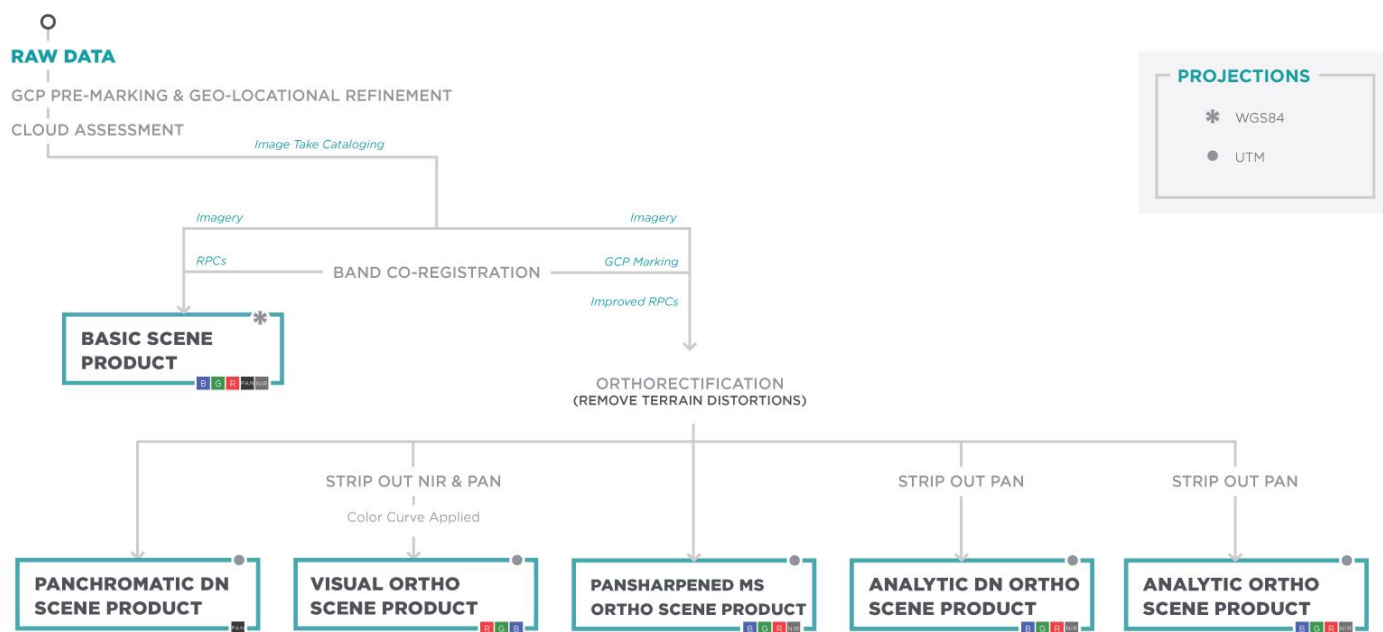 RAW DATA
GCP PRE-MARKING & GEO-LOCATIONAL REFINEMENT
CLOUD ASSESSMENT
Image Take Cataloging
PROJECTIONS
WGS84
UTM
Imagery
Imagery
RPCs
BAND CO-REGISTRATION
GCP Marking
Improved RPCs
BASIC SCENE
PRODUCT
B G R PAN NIR
ORTHORECTIFICATION
(REMOVE TERRAIN DISTORTIONS)
STRIP OUT NIR & PAN
Color Curve Applied
STRIP OUT PAN
STRIP OUT PAN
PANCHROMATIC DN
SCENE PRODUCT
PAN
VISUAL ORTHO
SCENE PRODUCT
R G B
PANSHARPENED MS
ORTHO SCENE PRODUCT
B G R NIR
ANALYTIC DN ORTHO
SCENE PRODUCT
B G R NIR
ANALYTIC ORTHO
SCENE PRODUCT
B G R NIR